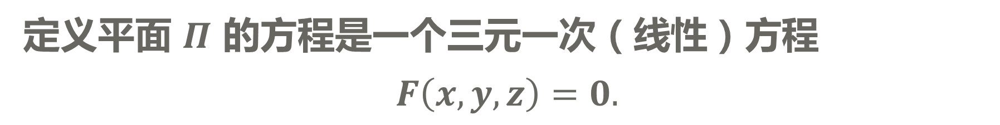 定义平面 Π 的方程是一个三元一次（线性）方程
F(x, y, z) = 0.